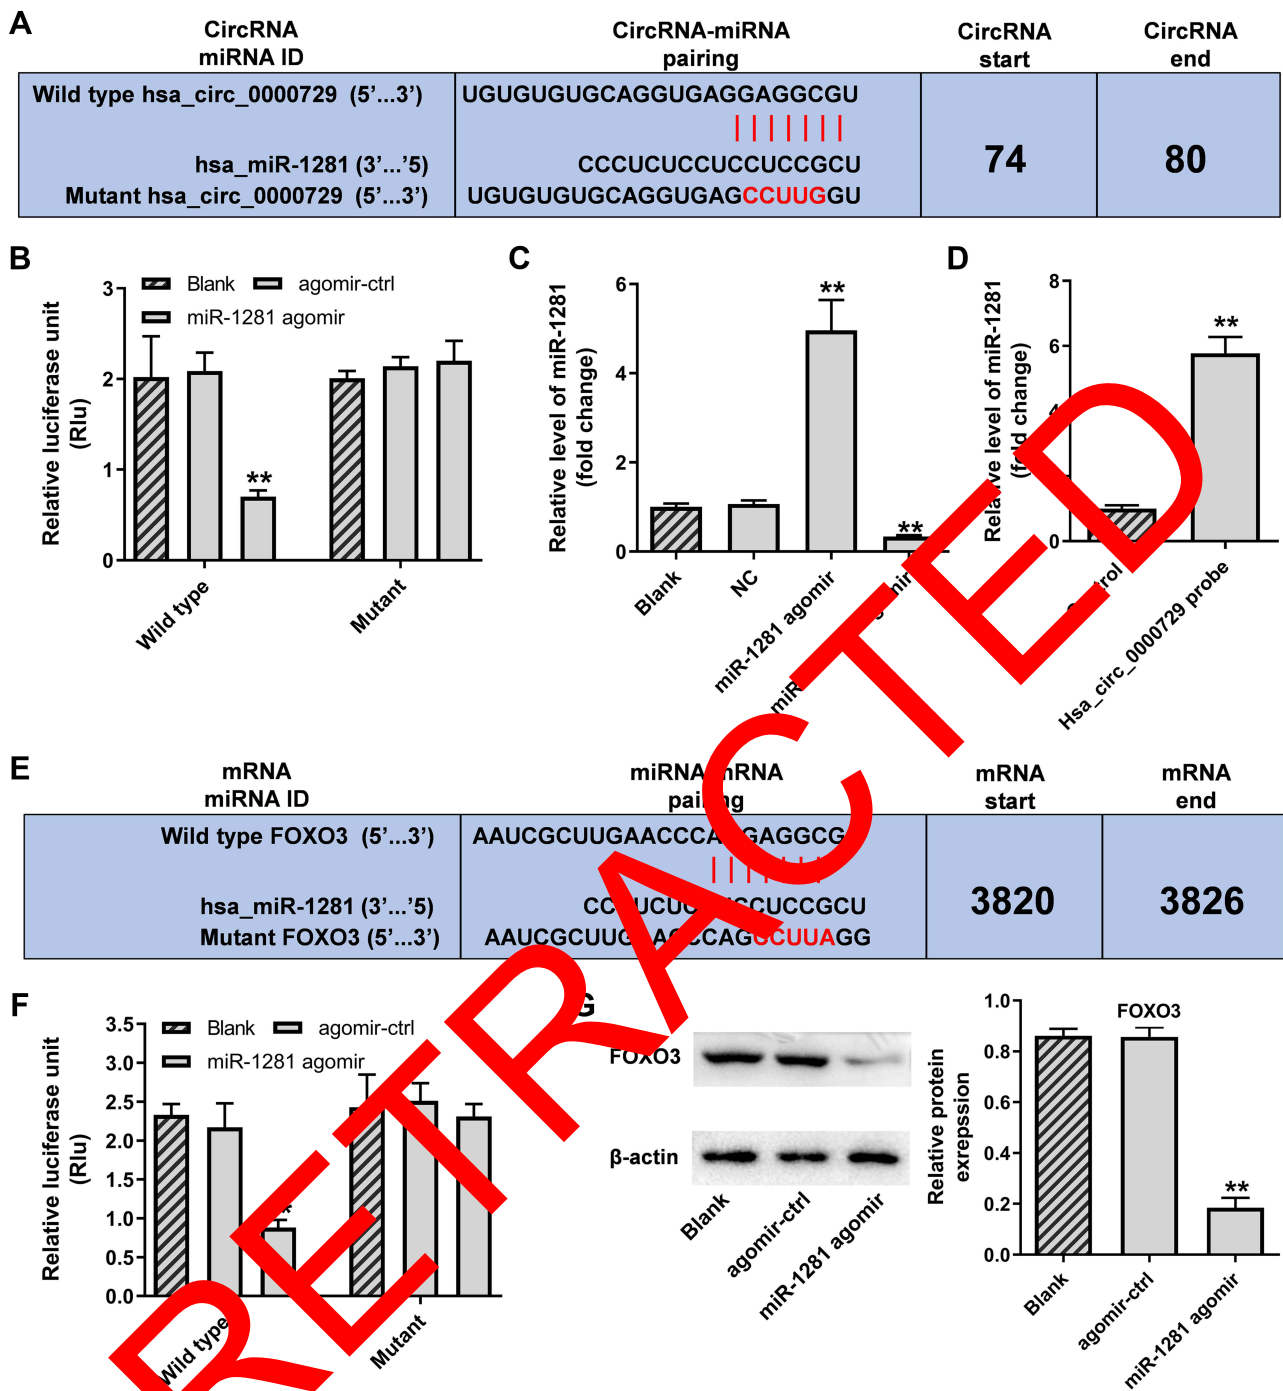 A
CircRNA
miRNA ID
CircRNA-miRNA
pairing
CircRNA
start
CircRNA
end
Wild type hsa_circ_0000729 (5’...3’)
UGUGUGUGCAGGUGAGGAGGCGU
hsa_miR-1281 (3’...’5)
CCCUCUCCUCCUCCGCU
Mutant hsa_circ_0000729 (5’...3’)
UGUGUGUGCAGGUGAGCCUUGGU
74
80
B
Relative luciferase unit
(Rlu)
Blank
agomir-ctrl
miR-1281 agomir
3
2
1
0
**
Wild type
Mutant
C
Relative level of miR-1281
(fold change)
6
4
2
0
**
**
Blank
NC
miR-1281 agomir
D
Relative level of miR-1281
(fold change)
8
6
4
0
**
Hsa_circ_0000729 probe
E
mRNA
miRNA ID
pairing
mRNA
start
mRNA
end
Wild type FOXO3 (5’...3’)
hsa_miR-1281 (3’...’5)
Mutant FOXO3 (5’...3’)
3820
3826
F
Relative luciferase unit
(Rlu)
Blank
agomir-ctrl
miR-1281 agomir
3.5
3.0
2.5
2.0
1.5
1.0
0.5
0.0
Wild type
Mutant
G
FOXO3
β-actin
Blank
agomir-ctrl
miR-1281 agomir
Relative protein
exrepssion
FOXO3
1.0
0.8
0.6
0.4
0.2
0.0
**
Blank
agomir-ctrl
miR-1281 agomir
RETRACTED